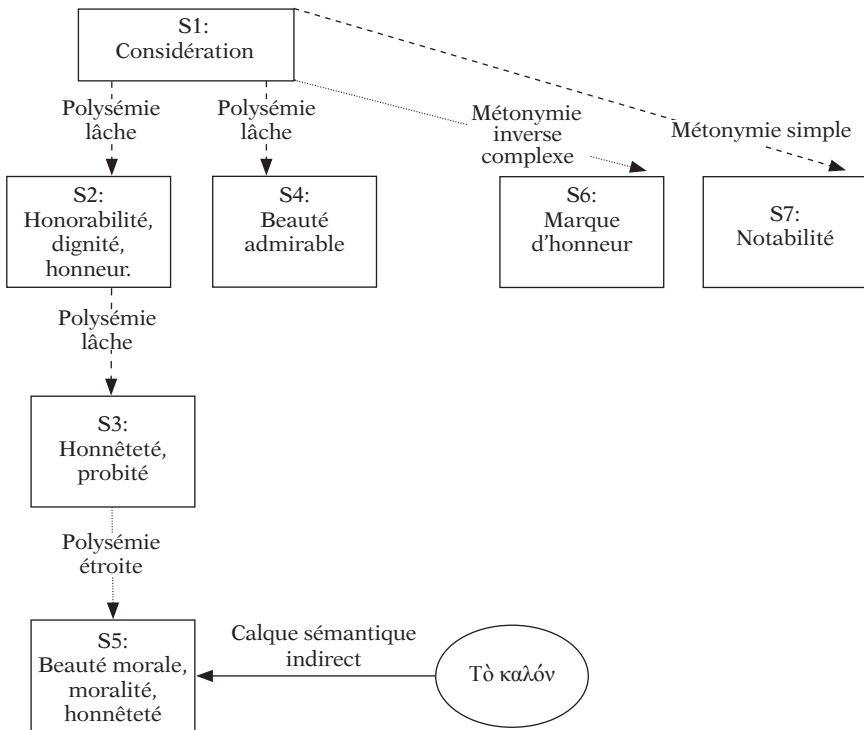 S1:
Considération
Polysémie
lâche
Polysémie
lâche
Métonymie
inverse
complexe
Métonymie simple
S2:
Honorabilité,
dignité,
honneur.
S4:
Beauté
admirable
S6:
Marque
d’honneur
S7:
Notabilité
Polysémie
lâche
S3:
Honnêteté,
probité
Polysémie
étroite
S5:
Beauté morale,
moralité,
honnêteté
Calque sémantique
indirect
Τὸ καλόν